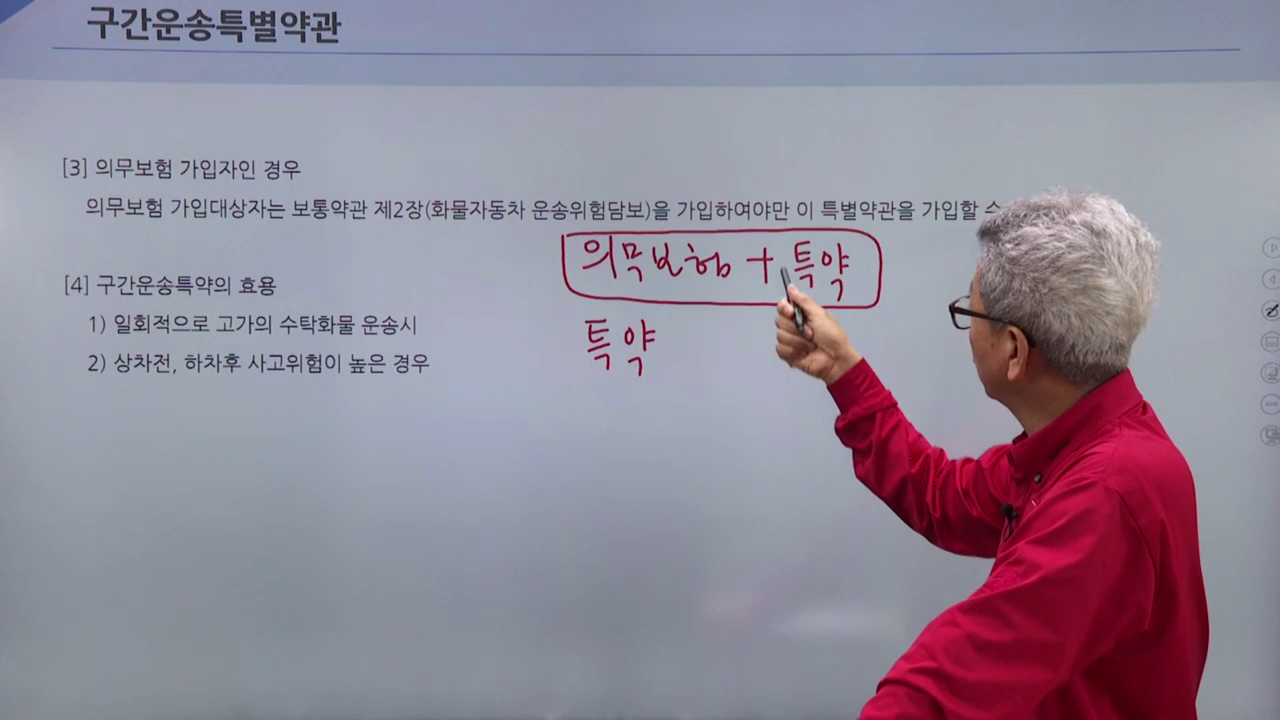 구간운송특별약관
[3] 의무보험 가입자인 경우
의무보험 가입대상자는 보통약관 제2장(화물자동차 운송위험담보)을 가입하여야만 이 특별약관을 가입할 수
의무보험 + 특약
[4] 구간운송특약의 효용
1) 일회적으로 고가의 수탁화물 운송시
특약
2) 상차전, 하차후 사고위험이 높은 경우